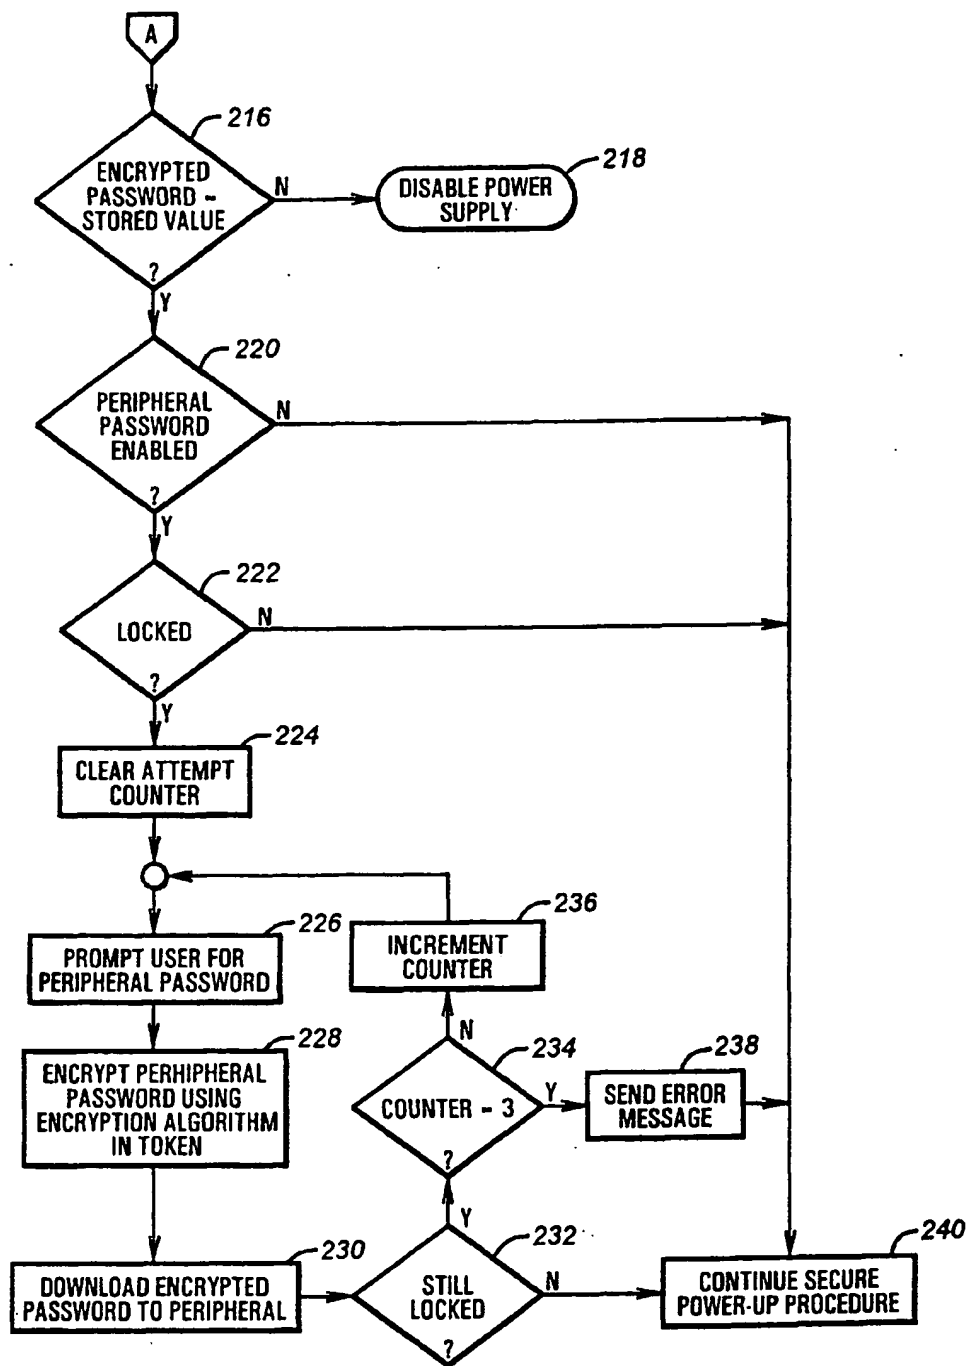 A
216
ENCRYPTED
PASSWORD =
STORED VALUE
?
N
DISABLE POWER
SUPPLY
218
Y
220
PERIPHERAL
PASSWORD
ENABLED
?
N
Y
222
LOCKED
?
N
Y
224
CLEAR ATTEMPT
COUNTER
226
PROMPT USER FOR
PERIPHERAL PASSWORD
228
ENCRYPT PERHIPHERAL
PASSWORD USING
ENCRYPTION ALGORITHM
IN TOKEN
230
DOWNLOAD ENCRYPTED
PASSWORD TO PERIPHERAL
232
STILL
LOCKED
?
N
Y
234
COUNTER = 3
?
N
Y
236
INCREMENT
COUNTER
238
SEND ERROR
MESSAGE
240
CONTINUE SECURE
POWER-UP PROCEDURE